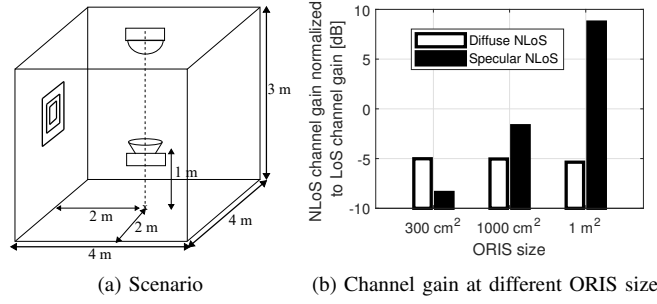 3 m
1 m
2 m
2 m
4 m
4 m
(a) Scenario
NLoS channel gain normalized
to LoS channel gain [dB]
10
5
0
-5
-10
Diffuse NLoS
Specular NLoS
300 cm²
1000 cm²
1 m²
ORIS size
(b) Channel gain at different ORIS size